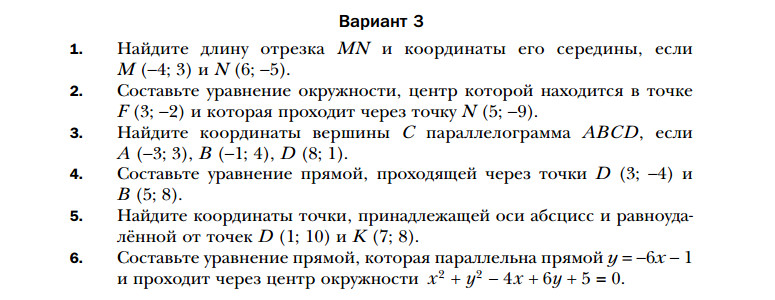 Вариант 3
1. Найдите длину отрезка MN и координаты его середины, если
M (–4; 3) и N (6; –5).
2. Составьте уравнение окружности, центр которой находится в точке
F (3; –2) и которая проходит через точку N (5; –9).
3. Найдите координаты вершины C параллелограмма ABCD, если
A (–3; 3), B (–1; 4), D (8; 1).
4. Составьте уравнение прямой, проходящей через точки D (3; –4) и
B (5; 8).
5. Найдите координаты точки, принадлежащей оси абсцисс и равноуда-
лённой от точек D (1; 10) и K (7; 8).
6. Составьте уравнение прямой, которая параллельна прямой y = –6x – 1
и проходит через центр окружности x² + y² – 4x + 6y + 5 = 0.